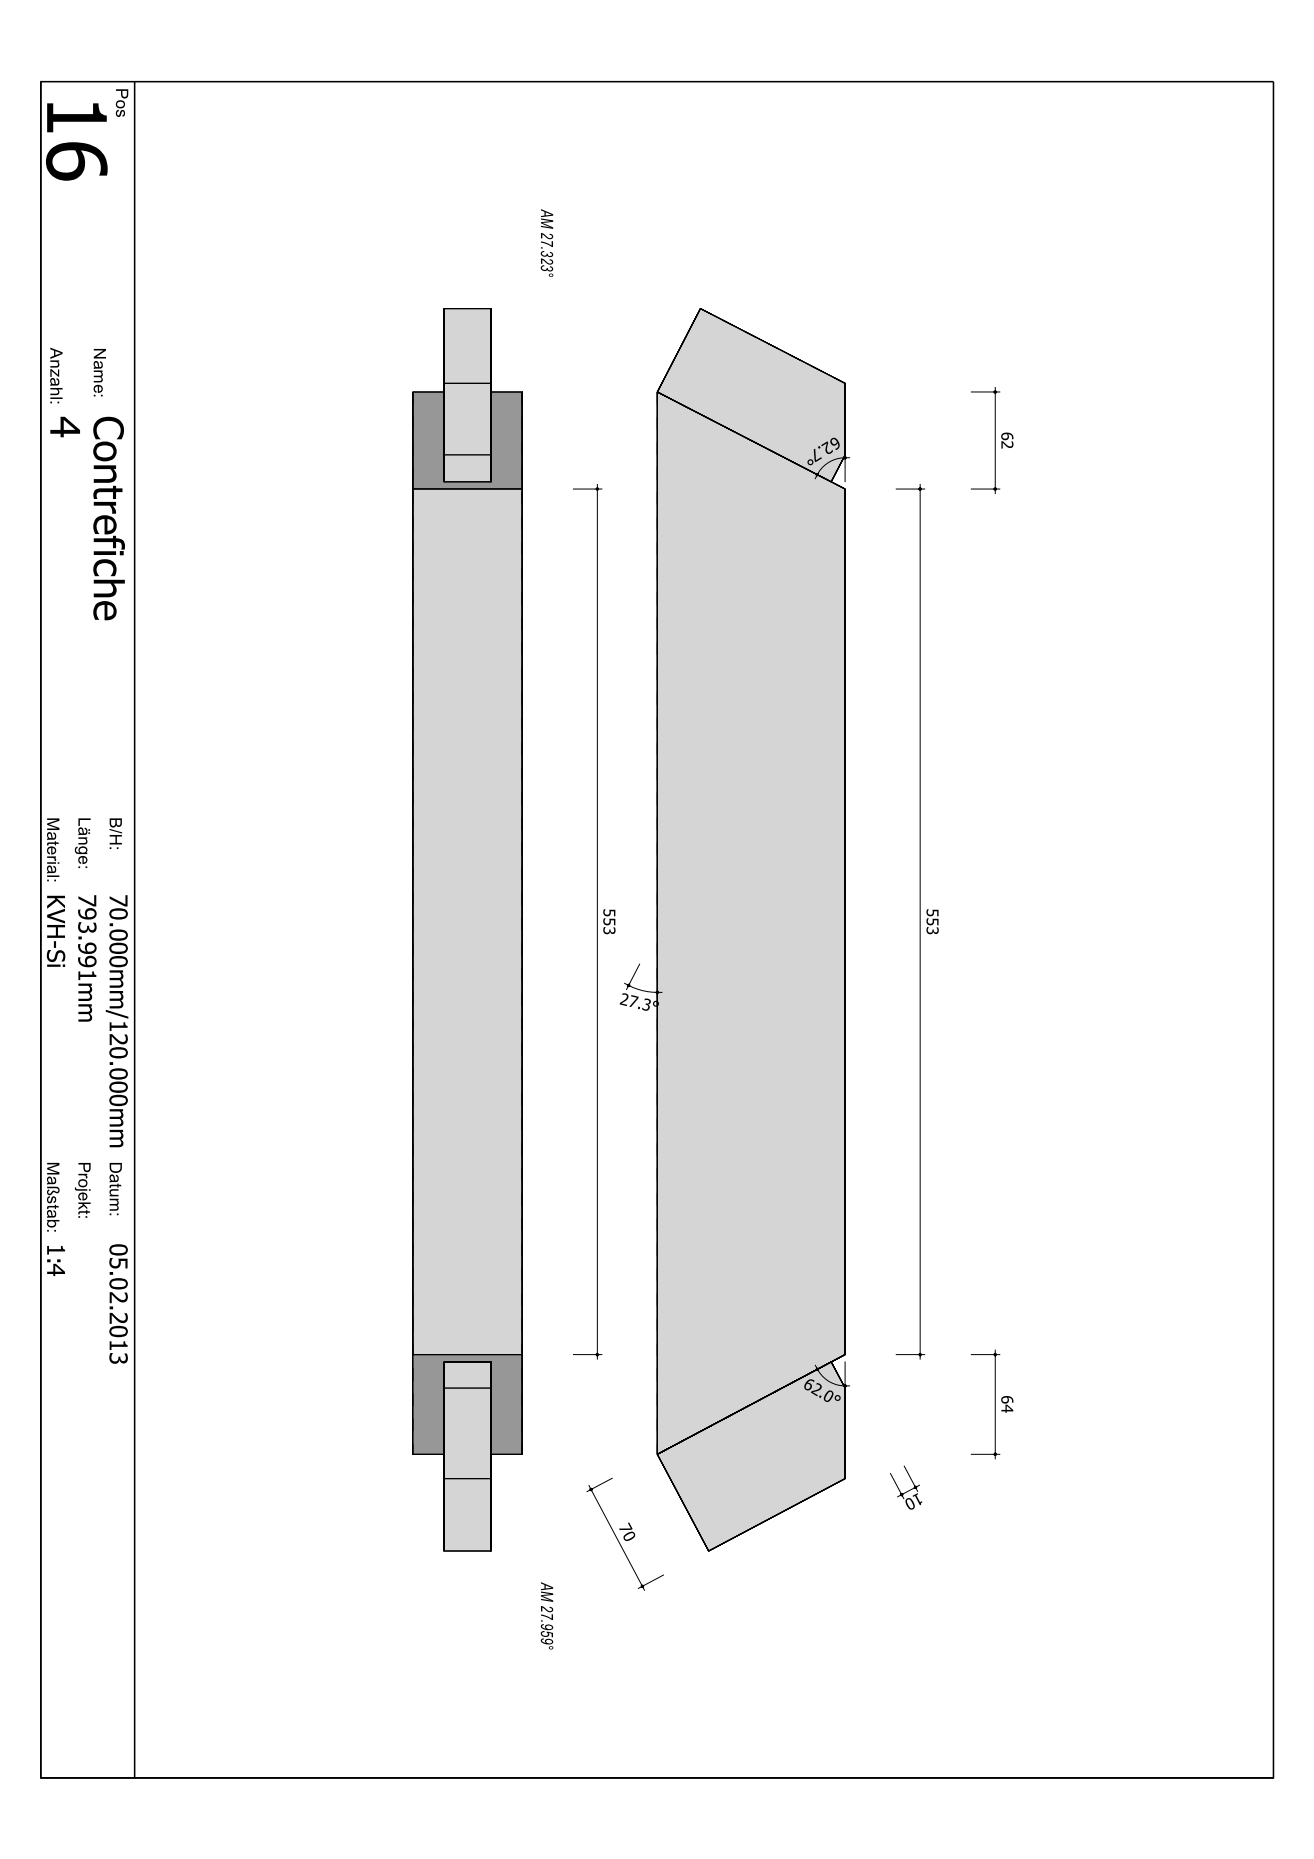 62
62.7°
553
553
27.3°
62.0°
64
10
70
AM 27.323°
AM 27.959°
Pos
16
Name: Contrefiche
Anzahl: 4
B/H: 70.000mm/120.000mm
Länge: 793.991mm
Material: KVH-Si
Datum: 05.02.2013
Projekt:
Maßstab: 1:4